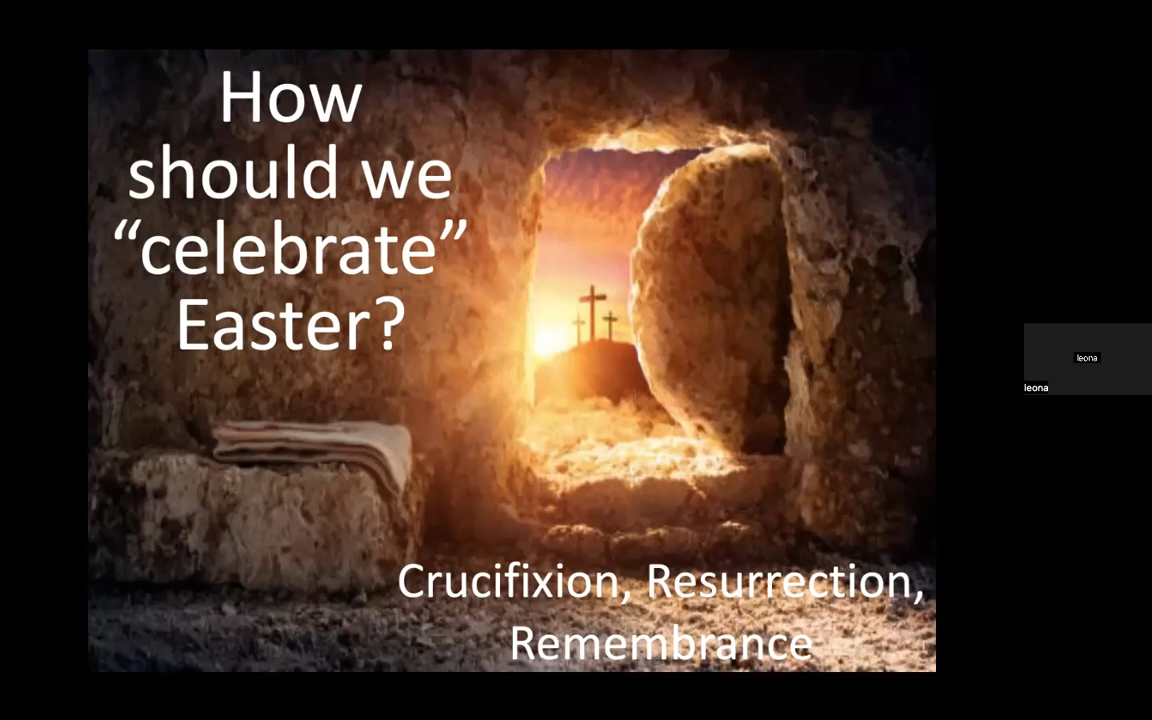 How
should we
“celebrate”
Easter?
Crucifixion, Resurrection,
Remembrance
leona
leona